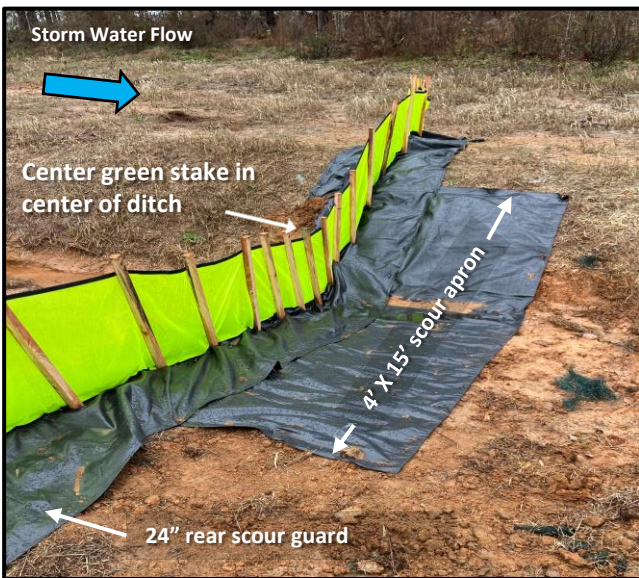 Storm Water Flow
Center green stake in
center of ditch
4’ X 15’ scour apron
24” rear scour guard